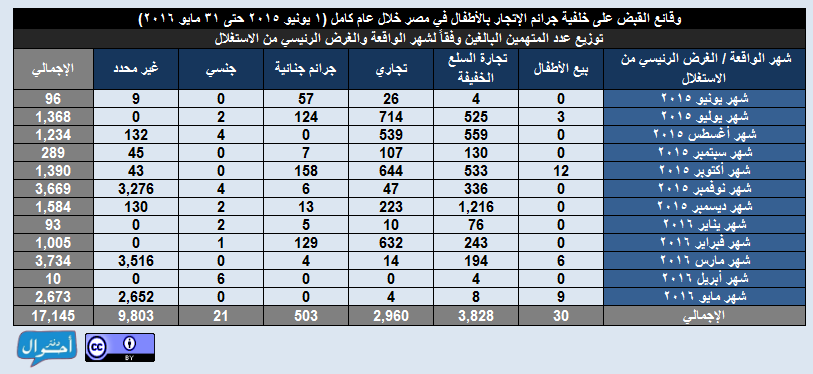 وقائع القبض على خلفية جرائم الإتجار بالأطفال في مصر خلال عام كامل (١ يونيو ٢٠١٥ حتى ٣١ مايو ٢٠١٦)
توزيع عدد المتهمين البالغين وفقاً لشهر الواقعة والغرض الرئيسي من الاستغلال
شهر الواقعة / الغرض الرئيسي من الاستغلال بيع الأطفال تجارة السلع الخفيفة تجاري جرائم جنائية جنسي غير محدد الإجمالي
شهر يونيو ٢٠١٥ 0 4 26 57 0 9 96
شهر يوليو ٢٠١٥ 3 525 714 124 2 0 1,368
شهر أغسطس ٢٠١٥ 0 559 539 0 4 132 1,234
شهر سبتمبر ٢٠١٥ 0 130 107 7 0 45 289
شهر أكتوبر ٢٠١٥ 12 533 644 158 0 43 1,390
شهر نوفمبر ٢٠١٥ 0 336 47 6 4 3,276 3,669
شهر ديسمبر ٢٠١٥ 0 1,216 223 13 2 130 1,584
شهر يناير ٢٠١٦ 0 76 10 5 2 0 93
شهر فبراير ٢٠١٦ 0 243 632 129 1 0 1,005
شهر مارس ٢٠١٦ 6 194 14 4 0 3,516 3,734
شهر أبريل ٢٠١٦ 0 4 0 0 6 0 10
شهر مايو ٢٠١٦ 9 8 4 0 0 2,652 2,673
الإجمالي 30 3,828 2,960 503 21 9,803 17,145
دفتر أحوال
cc BY